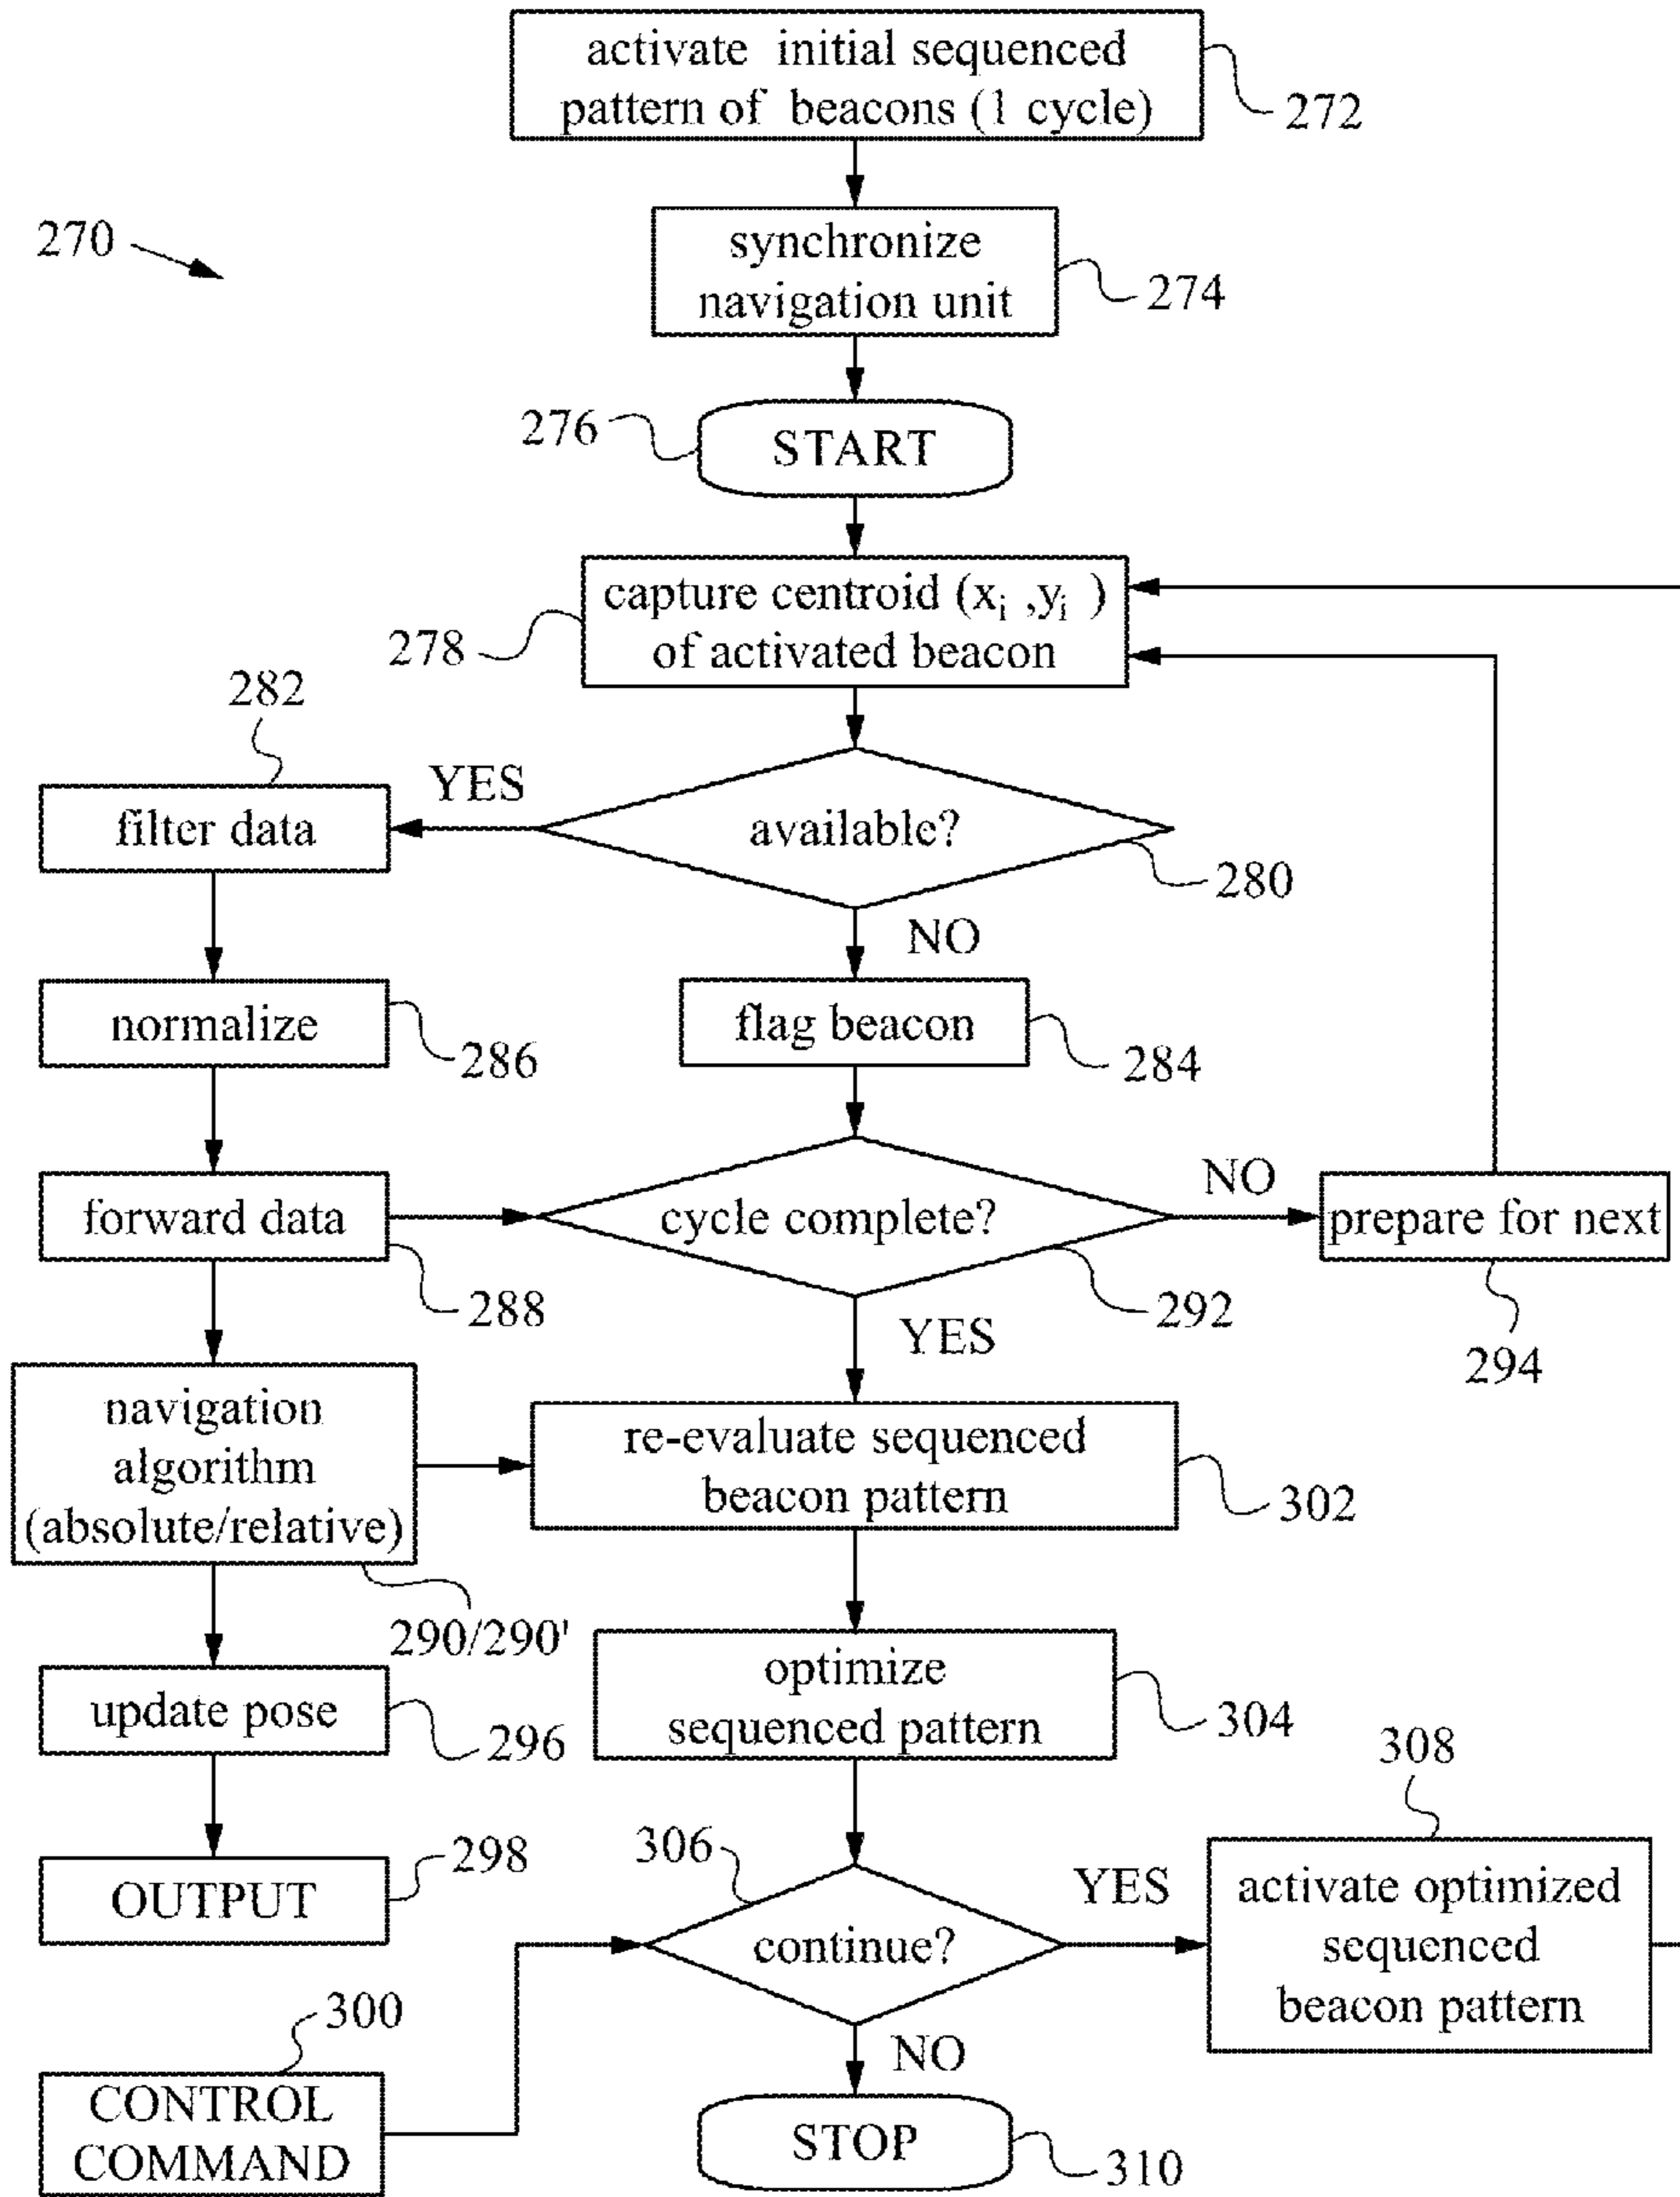 activate initial sequenced
pattern of beacons (1 cycle)
272
270
synchronize
navigation unit
274
276
START
capture centroid (xi ,yi )
of activated beacon
278
282
YES
filter data
available?
280
NO
normalize
286
flag beacon
284
forward data
288
cycle complete?
292
NO
prepare for next
294
YES
navigation
algorithm
(absolute/relative)
290/290'
re-evaluate sequenced
beacon pattern
302
update pose
296
optimize
sequenced pattern
304
308
OUTPUT
298
306
continue?
YES
activate optimized
sequenced
beacon pattern
300
CONTROL
COMMAND
NO
STOP
310